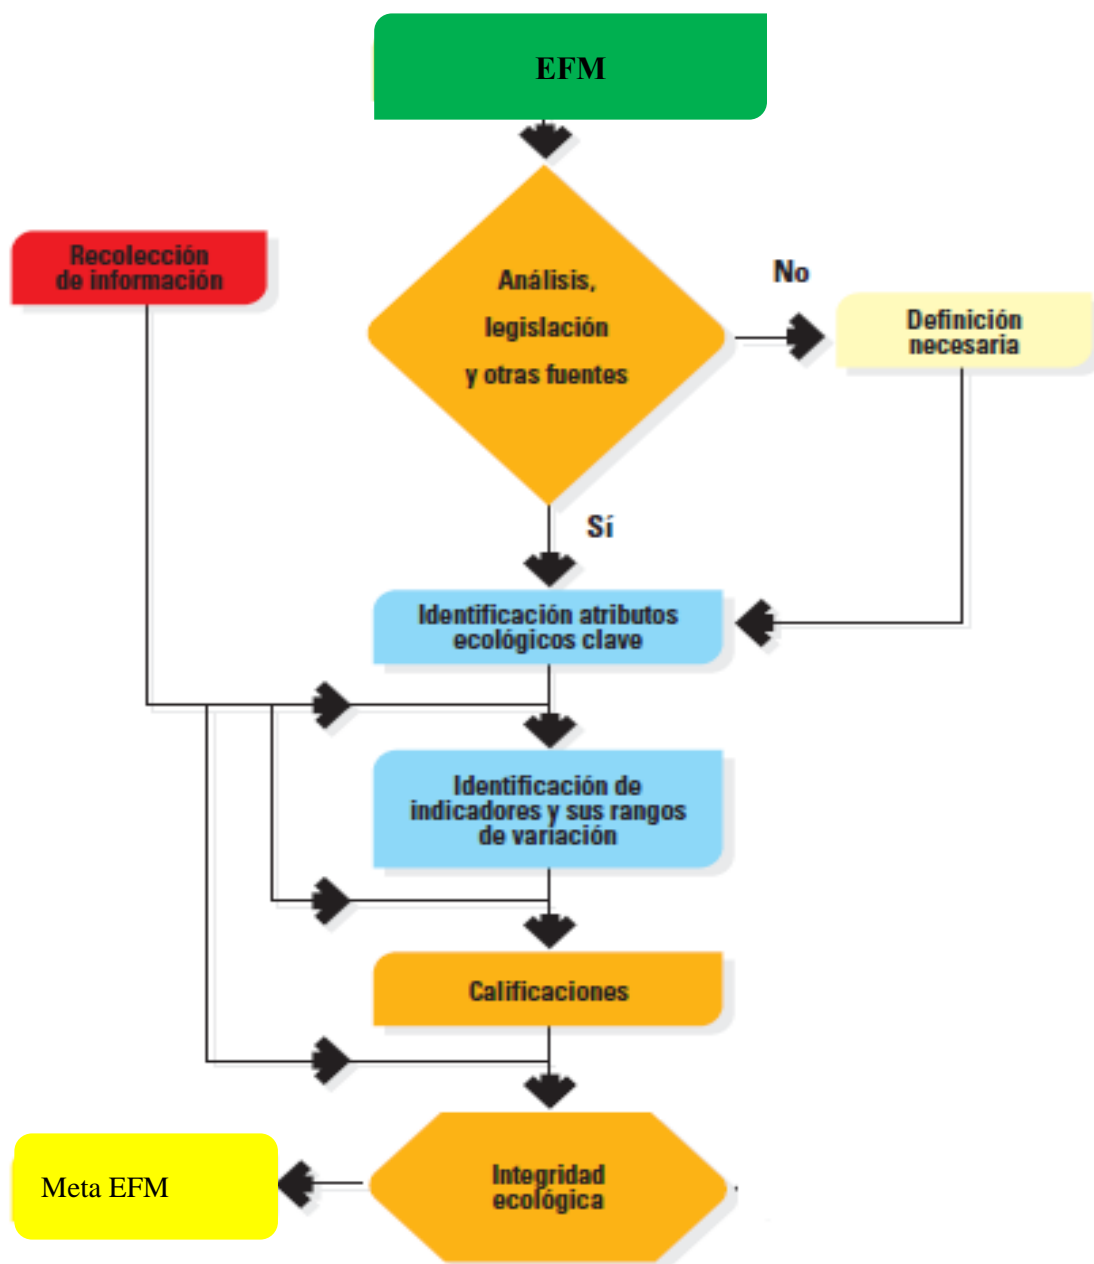 EFM
Recolección
de información
Análisis,
legislación
y otras fuentes
No
Definición
necesaria
Sí
Identificación atributos
ecológicos clave
Identificación de
indicadores y sus rangos
de variación
Calificaciones
Integridad
ecológica
Meta EFM